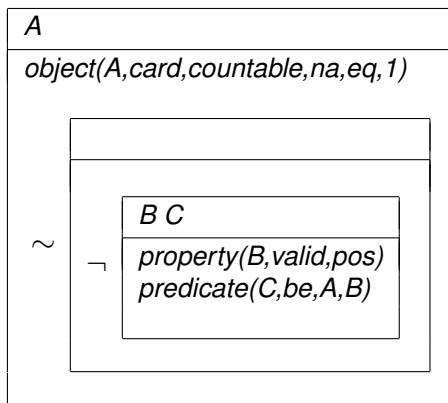 A
object(A,card,countable,na,eq,1)
∼
¬
B C
property(B,valid,pos)
predicate(C,be,A,B)